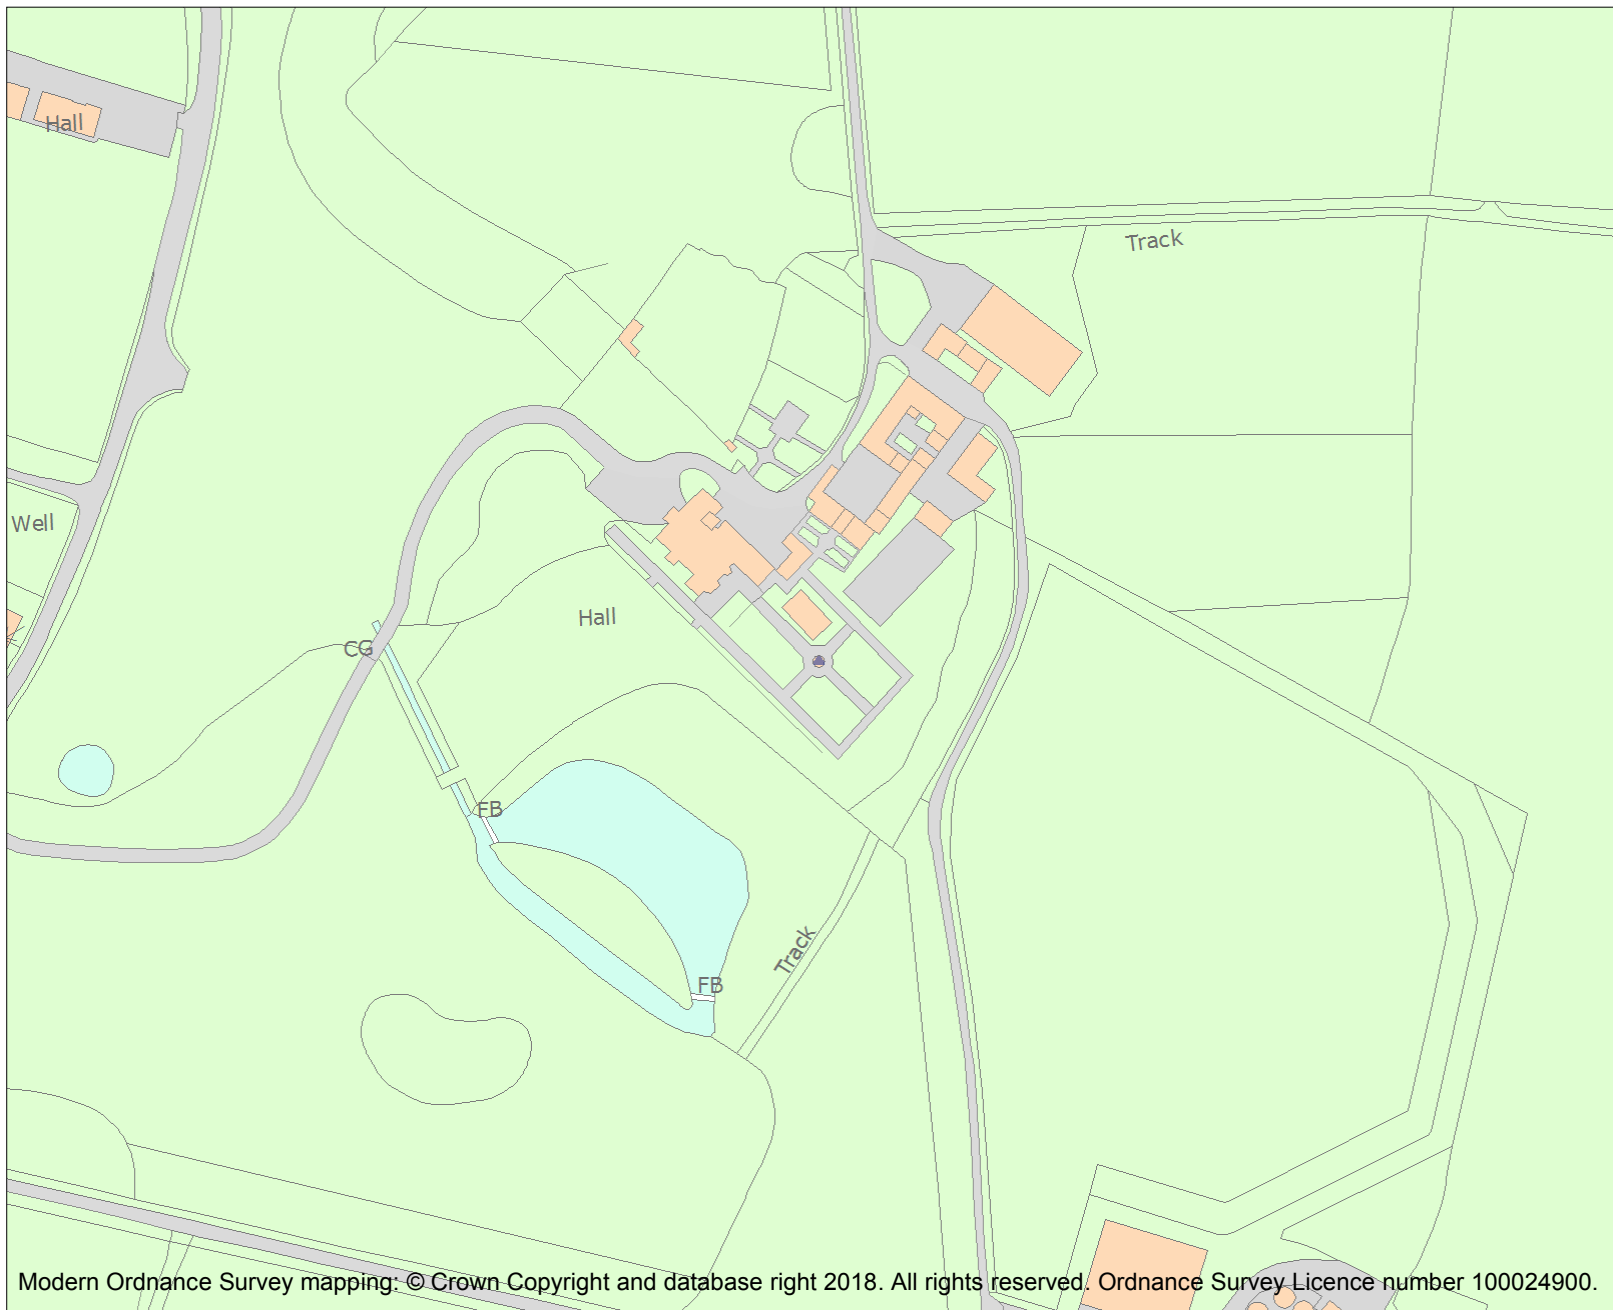 Hall
Track
Well
Hall
CG
FB
Track
FB
Modern Ordnance Survey mapping: © Crown Copyright and database right 2018. All rights reserved. Ordnance Survey Licence number 100024900.